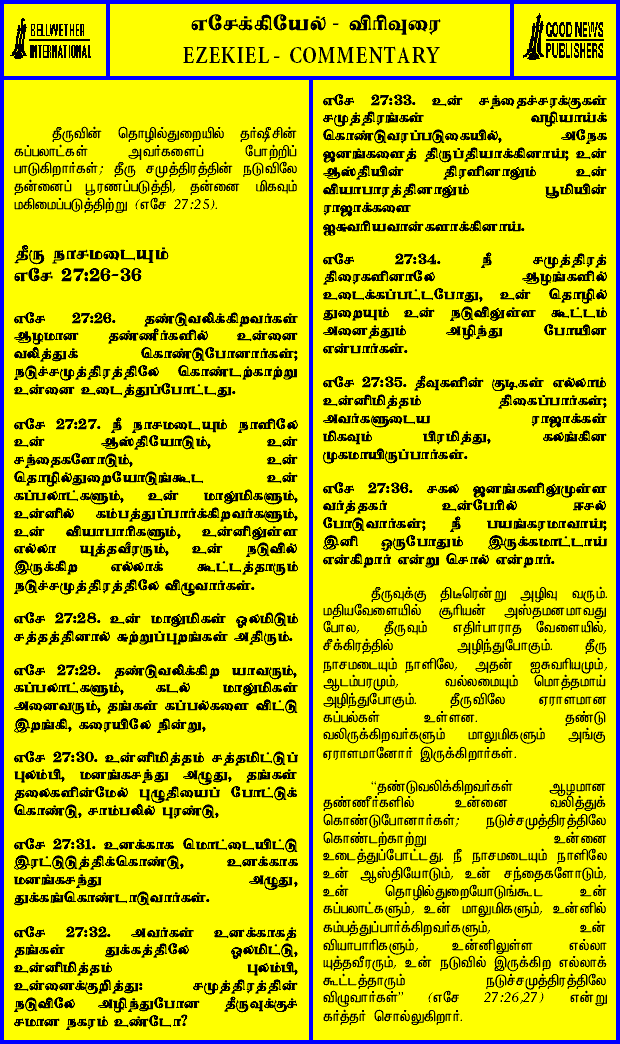 BELLWETHER
INTERNATIONAL
எசேக்கியேல் - விரிவுரை
EZEKIEL - COMMENTARY
GOOD NEWS
PUBLISHERS
தீருவின் தொழில்துறையில் தர்ஷீசின்
கப்பலாட்கள் அவர்களைப் போற்றிப்
பாடுகிறார்கள்; தீரு சமுத்திரத்தின் நடுவிலே
தன்னைப் பூரணப்படுத்தி, தன்னை மிகவும்
மகிமைப்படுத்திற்று (எசே 27:25).
தீரு நாசமடையும்
எசே 27:26-36
எசே 27:26. தண்டுவலிக்கிறவர்கள்
ஆழமான தண்ணீர்களில் உன்னை
வலித்துக் கொண்டுபோனார்கள்;
நடுச்சமுத்திரத்திலே கொண்டற்காற்று
உன்னை உடைத்துப்போட்டது.
எசே 27:27. நீ நாசமடையும் நாளிலே
உன் ஆஸ்தியோடும், உன்
சந்தைகளோடும், உன்
தொழில்துறையோடுங்கூட உன்
கப்பலாட்களும், உன் மாலுமிகளும்,
உன்னில் கம்பத்துப்பார்க்கிறவர்களும்,
உன் வியாபாரிகளும், உன்னிலுள்ள
எல்லா யுத்தவீரரும், உன் நடுவில்
இருக்கிற எல்லாக் கூட்டத்தாரும்
நடுச்சமுத்திரத்திலே விழுவார்கள்.
எசே 27:28. உன் மாலுமிகள் ஓலமிடும்
சத்தத்தினால் சுற்றுப்புறங்கள் அதிரும்.
எசே 27:29. தண்டுவலிக்கிற யாவரும்,
கப்பலாட்களும், கடல் மாலுமிகள்
அனைவரும், தங்கள் கப்பல்களை விட்டு
இறங்கி, கரையிலே நின்று,
எசே 27:30. உன்னிமித்தம் சத்தமிட்டுப்
புலம்பி, மனங்கசந்து அழுது, தங்கள்
தலைகளின்மேல் புழுதியைப் போட்டுக்
கொண்டு, சாம்பலில் புரண்டு,
எசே 27:31. உனக்காக மொட்டையிட்டு
இரட்டுடுத்திக்கொண்டு, உனக்காக
மனங்கசந்து அழுது,
துக்கங்கொண்டாடுவார்கள்.
எசே 27:32. அவர்கள் உனக்காகத்
தங்கள் துக்கத்திலே ஓலமிட்டு,
உன்னிமித்தம் புலம்பி,
உன்னைக்குறித்து: சமுத்திரத்தின்
நடுவிலே அழிந்துபோன தீருவுக்குச்
சமான நகரம் உண்டோ?
எசே 27:33. உன் சந்தைச்சரக்குகள்
சமுத்திரங்கள் வழியாய்க்
கொண்டுவரப்படுகையில், அநேக
ஜனங்களைத் திருப்தியாக்கினாய்; உன்
ஆஸ்தியின் திரளினாலும் உன்
வியாபாரத்தினாலும் பூமியின்
ராஜாக்களை
ஐசுவரியவான்களாக்கினாய்.
எசே 27:34. நீ சமுத்திரத்
திரைகளினாலே ஆழங்களில்
உடைக்கப்பட்டபோது, உன் தொழில்
துறையும் உன் நடுவிலுள்ள கூட்டம்
அனைத்தும் அழிந்து போயின
என்பார்கள்.
எசே 27:35. தீவுகளின் குடிகள் எல்லாம்
உன்னிமித்தம் திகைப்பார்கள்;
அவர்களுடைய ராஜாக்கள்
மிகவும் பிரமித்து, கலங்கின
முகமாயிருப்பார்கள்.
எசே 27:36. சகல ஜனங்களிலுமுள்ள
வர்த்தகர் உன்பேரில் ஈசல்
போடுவார்கள்; நீ பயங்கரமாவாய்;
இனி ஒருபோதும் இருக்கமாட்டாய்
என்கிறார் என்று சொல் என்றார்.
தீருவுக்கு திடீரென்று அழிவு வரும்.
மதியவேளையில் சூரியன் அஸ்தமனமாவது
போல, தீருவும் எதிர்பாராத வேளையில்,
சீக்கிரத்தில் அழிந்துபோகும். தீரு
நாசமடையும் நாளிலே, அதன் ஐசுவரியமும்,
ஆடம்பரமும், வல்லமையும் மொத்தமாய்
அழிந்துபோகும். தீருவிலே ஏராளமான
கப்பல்கள் உள்ளன. தண்டு
வலிருக்கிறவர்களும் மாலுமிகளும் அங்கு
ஏராளமானோர் இருக்கிறார்கள்.
“தண்டுவலிக்கிறவர்கள் ஆழமான
தண்ணீர்களில் உன்னை வலித்துக்
கொண்டுபோனார்கள்; நடுச்சமுத்திரத்திலே
கொண்டற்காற்று உன்னை
உடைத்துப்போட்டது. நீ நாசமடையும் நாளிலே
உன் ஆஸ்தியோடும், உன் சந்தைகளோடும்,
உன் தொழில்துறையோடுங்கூட உன்
கப்பலாட்களும், உன் மாலுமிகளும், உன்னில்
கம்பத்துப்பார்க்கிறவர்களும், உன்
வியாபாரிகளும், உன்னிலுள்ள எல்லா
யுத்தவீரரும், உன் நடுவில் இருக்கிற எல்லாக்
கூட்டத்தாரும் நடுச்சமுத்திரத்திலே
விழுவார்கள்” (எசே 27:26,27) என்று
கர்த்தர் சொல்லுகிறார்.